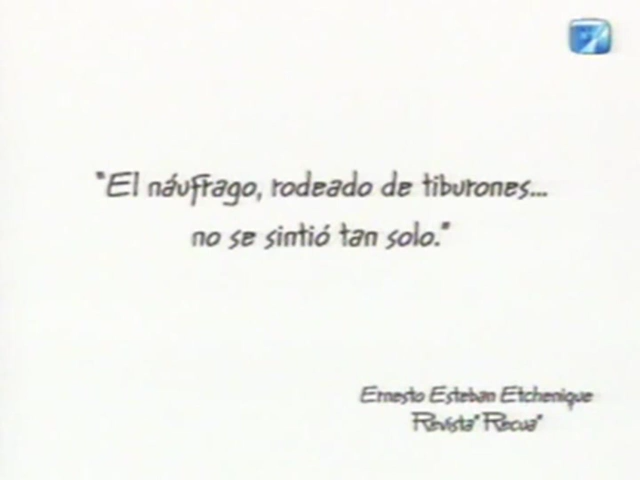 "El náufrago, rodeado de tiburones...
no se sintió tan solo."
Ernesto Esteban Etchenique
Revista "Recua"